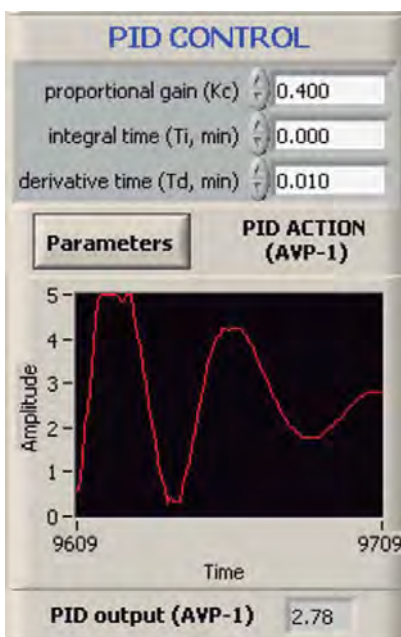 PID CONTROL
proportional gain (Kc) 0.400
integral time (Ti, min) 0.000
derivative time (Td, min) 0.010
Parameters
PID ACTION
(AVP-1)
Amplitude
5
4
3
2
1
0
9609 9709
Time
PID output (AVP-1) 2.78